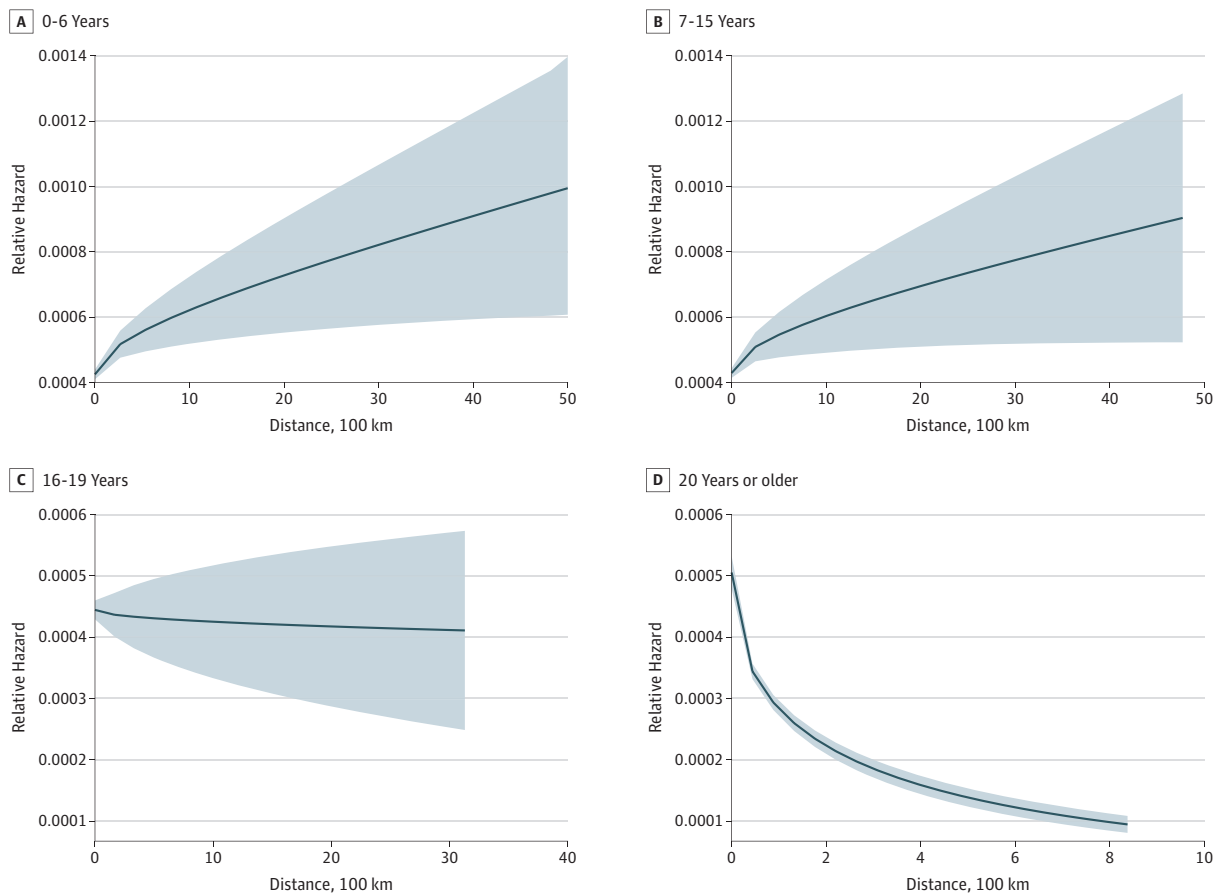 A 0-6 Years
0.0014
0.0012
0.0010
0.0008
0.0006
0.0004
Relative Hazard
0 10 20 30 40 50
Distance, 100 km
B 7-15 Years
0.0014
0.0012
0.0010
0.0008
0.0006
0.0004
Relative Hazard
0 10 20 30 40 50
Distance, 100 km
C 16-19 Years
0.0006
0.0005
0.0004
0.0003
0.0002
0.0001
Relative Hazard
0 10 20 30 40
Distance, 100 km
D 20 Years or older
0.0006
0.0005
0.0004
0.0003
0.0002
0.0001
Relative Hazard
0 2 4 6 8 10
Distance, 100 km